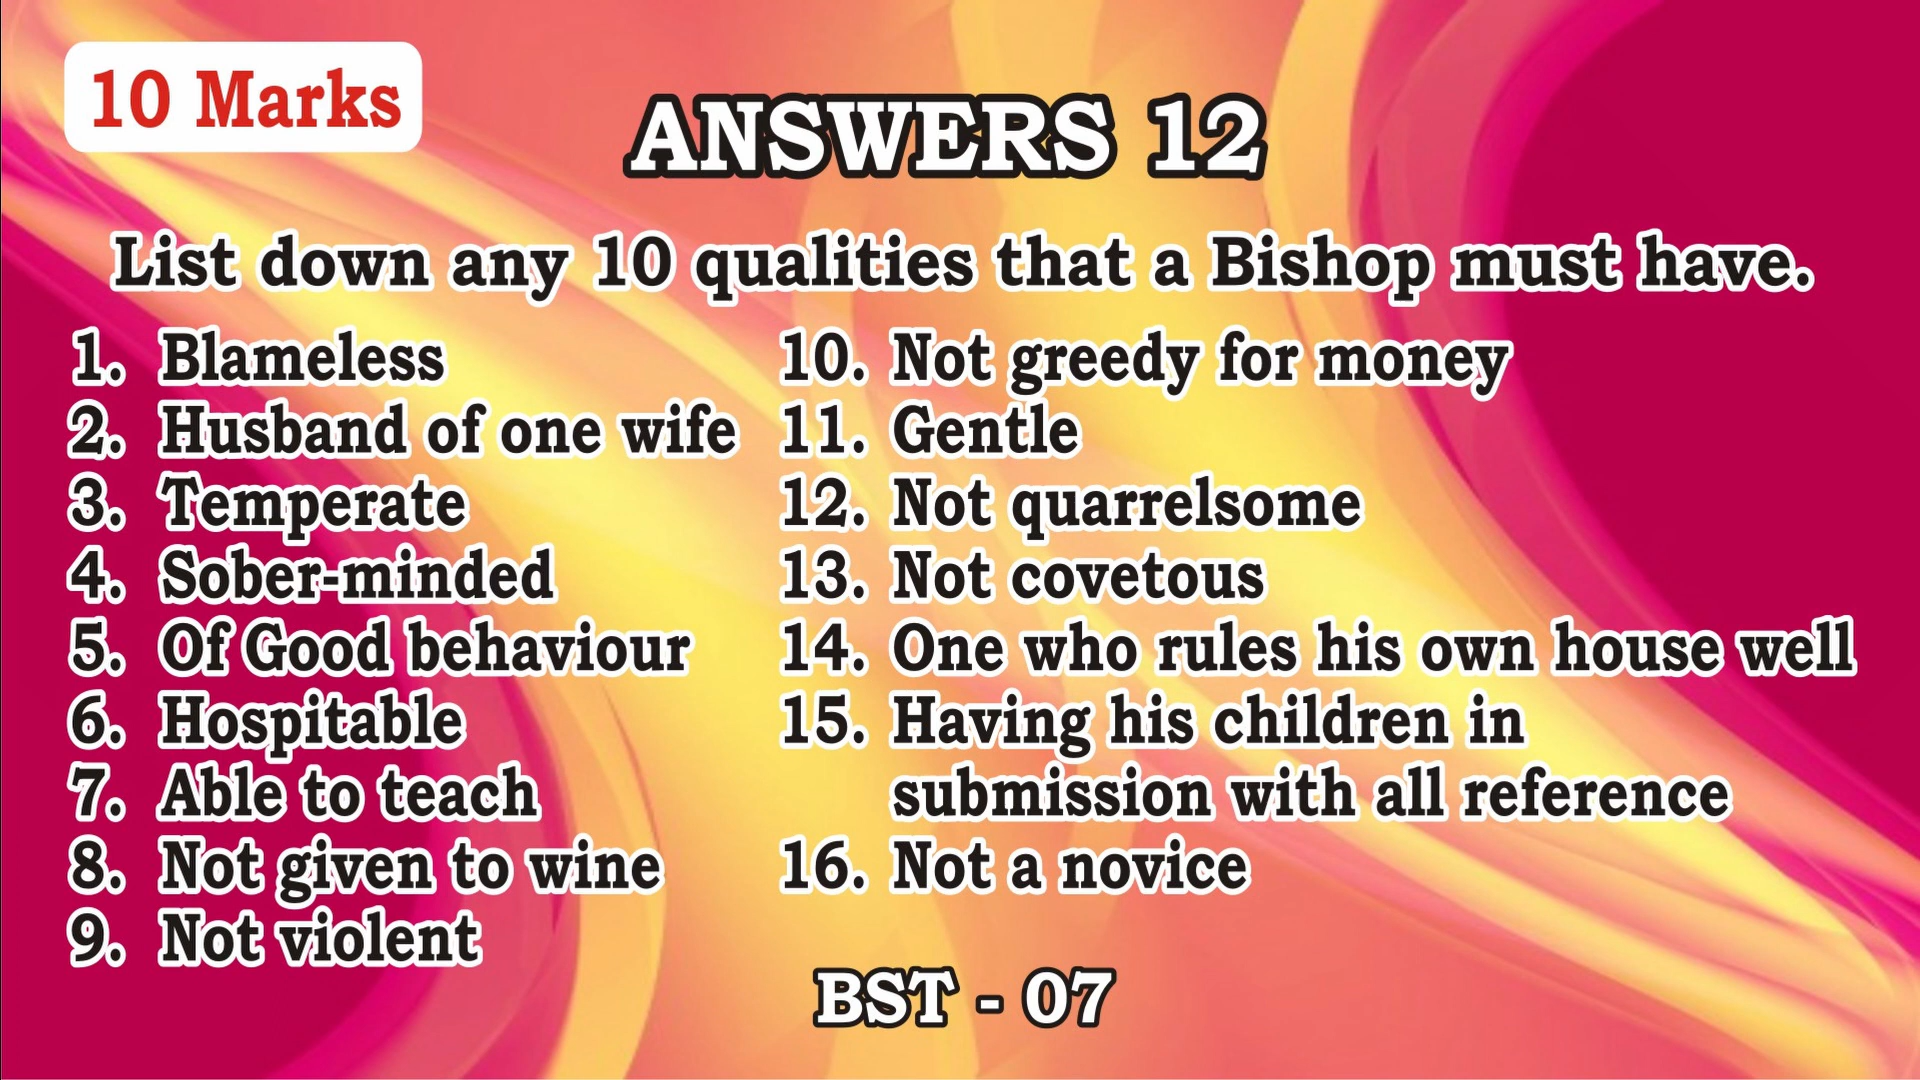 10 Marks
ANSWERS 12
List down any 10 qualities that a Bishop must have.
1. Blameless
2. Husband of one wife
3. Temperate
4. Sober-minded
5. Of Good behaviour
6. Hospitable
7. Able to teach
8. Not given to wine
9. Not violent
10. Not greedy for money
11. Gentle
12. Not quarrelsome
13. Not covetous
14. One who rules his own house well
15. Having his children in
submission with all reference
16. Not a novice
BST - 07